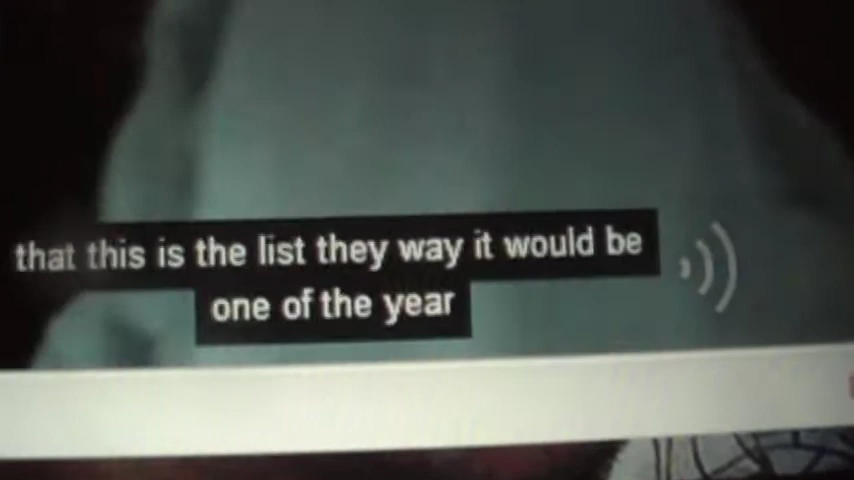 that this is the list they way it would be
one of the year